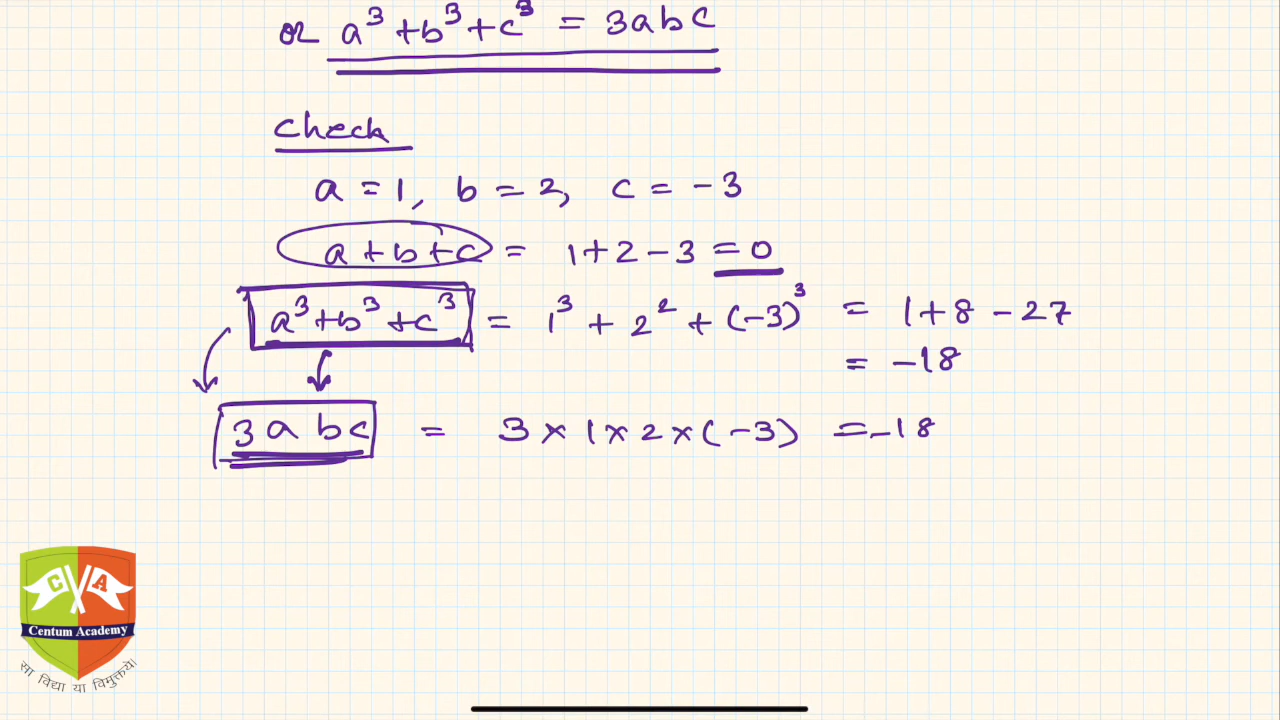 or a³ + b³ + c³ = 3abc
Check
a = 1, b = 2, c = -3
a + b + c = 1 + 2 - 3 = 0
a³ + b³ + c³ = 1³ + 2² + (-3)³ = 1 + 8 - 27
= -18
3abc = 3 × 1 × 2 × (-3) = -18
C A
Centum Academy
सा विद्या या विमुक्तये।